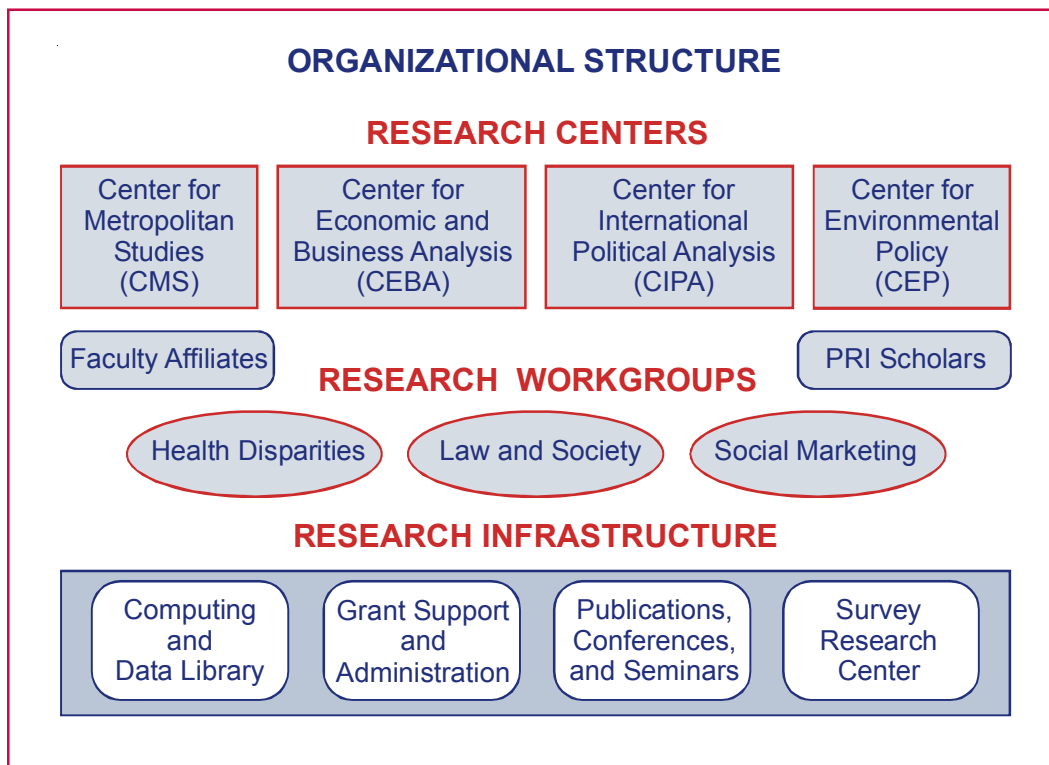 ORGANIZATIONAL STRUCTURE
RESEARCH CENTERS
Center for
Metropolitan
Studies
(CMS)
Center for
Economic and
Business Analysis
(CEBA)
Center for
International
Political Analysis
(CIPA)
Center for
Environmental
Policy
(CEP)
Faculty Affiliates
PRI Scholars
RESEARCH WORKGROUPS
Health Disparities
Law and Society
Social Marketing
RESEARCH INFRASTRUCTURE
Computing
and
Data Library
Grant Support
and
Administration
Publications,
Conferences,
and Seminars
Survey
Research
Center